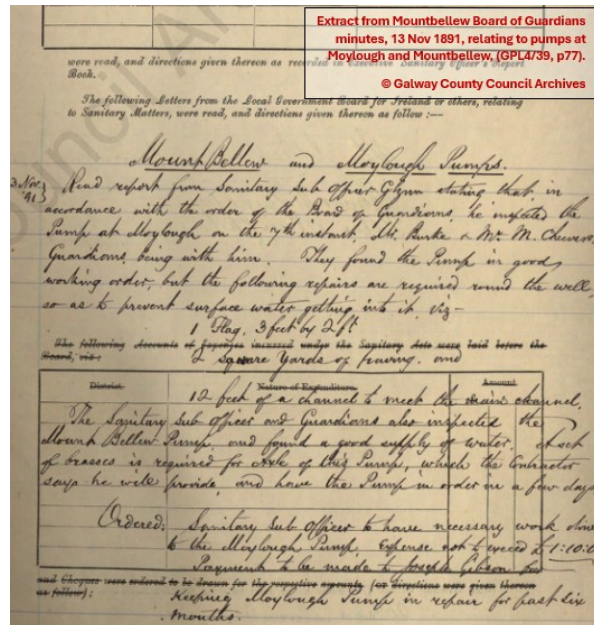 Extract from Mountbellew Board of Guardians
minutes, 13 Nov 1891, relating to pumps at
Moylough and Mountbellew, (GPL4/39, p77).
© Galway County Council Archives
were read, and directions given thereon as recorded in Executive Sanitary Officer's Report
Book.
The following Letters from the Local Government Board for Ireland or others, relating
to Sanitary Matters, were read, and directions given thereon as follow :—
Mount Bellew and Moylough Pumps.
3 Nov. 91 Read report from Sanitary Sub Officer Glynn stating that in
accordance with the order of the Board of Guardians, he inspected the
Pump at Moylough on the 7th instant, Mr. Burke & Mr. M. Cheevers,
Guardians, being with him. They found the Pump in good
working order, but the following repairs are required round the well,
so as to prevent surface water getting into it, viz-
1 Flag, 3 feet by 2 ft
The following Accounts of Expenses incurred under the Sanitary Acts were laid before the
Board, viz :
2 square Yards of paving, and
District. Nature of Expenditure. Amount.
12 feet of a channel to meet the main channel.
The Sanitary Sub Officer and Guardians also inspected the
Mount Bellew Pump, and found a good supply of water. A set
of brasses is required for axle of this Pump, which the Contractor
says he will provide, and have the Pump in order in a few days
Ordered: Sanitary Sub Officer to have necessary work done
to the Moylough Pump. Expense not to exceed £1:10:0
Payment to be made to Joseph Gibson for
and Cheques were ordered to be drawn for the respective amounts (or directions were given thereon
as follow) :
Keeping Moylough Pump in repair for past six
months.